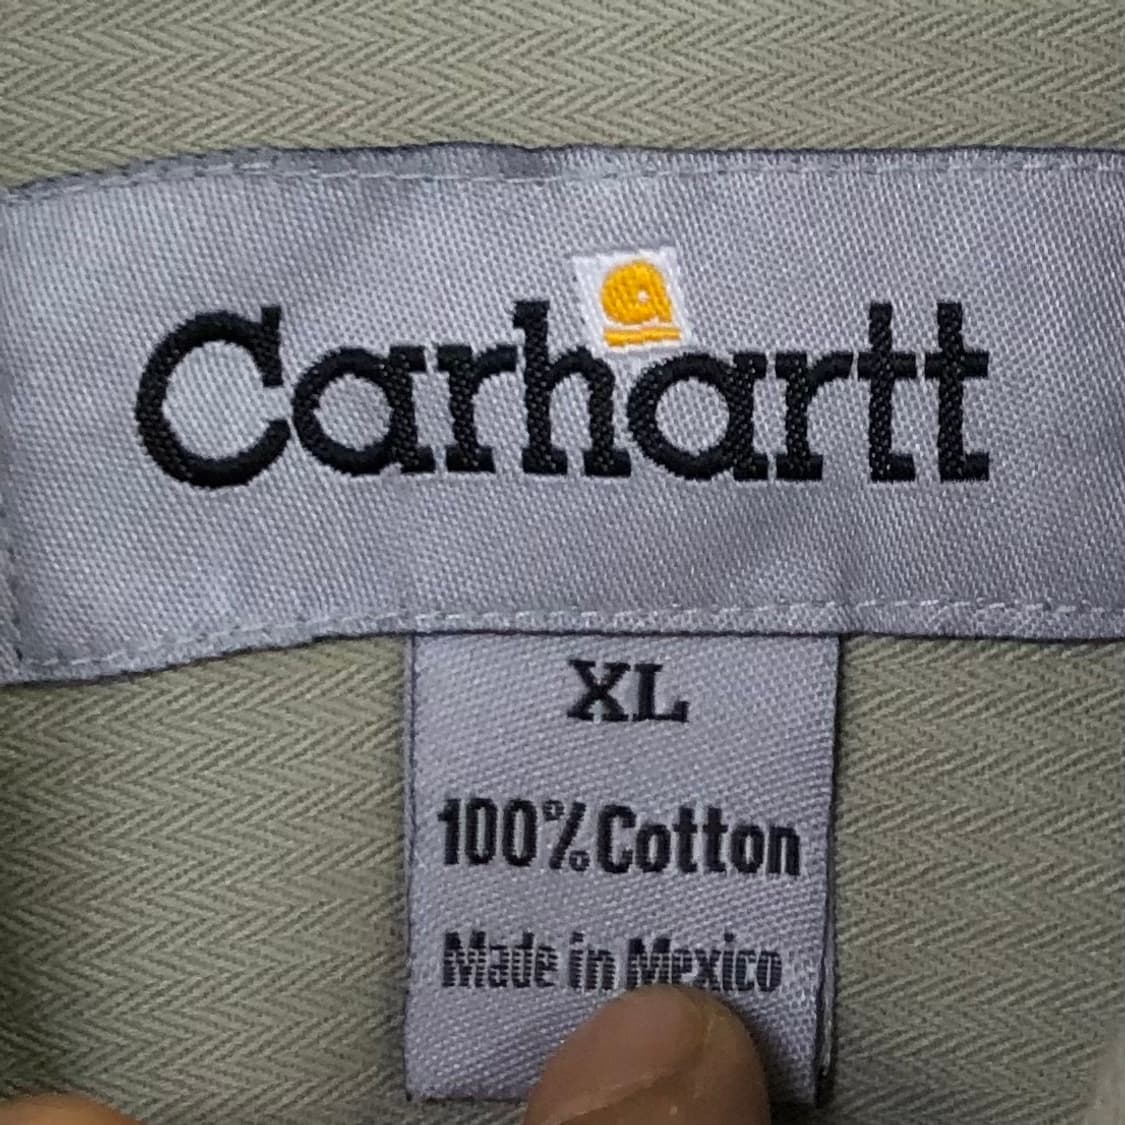 Carhartt
XL
100% Cotton
Made in Mexico